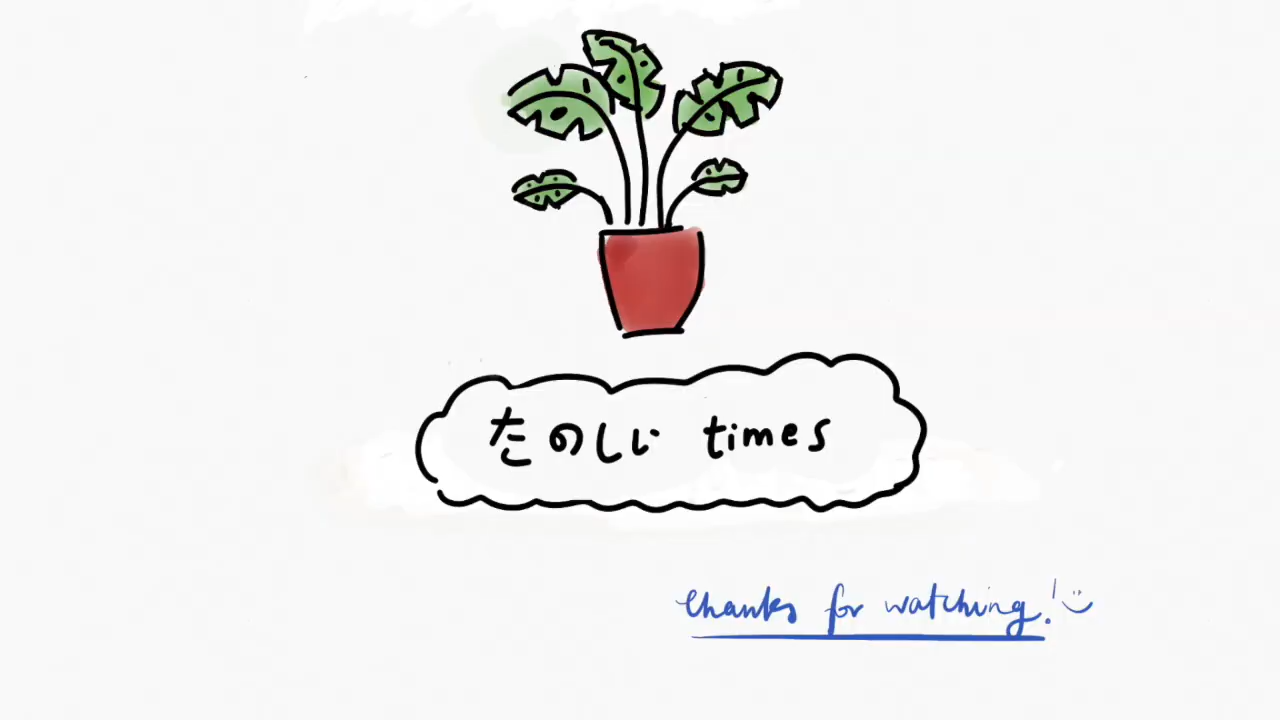 たのしい times
thanks for watching! :)